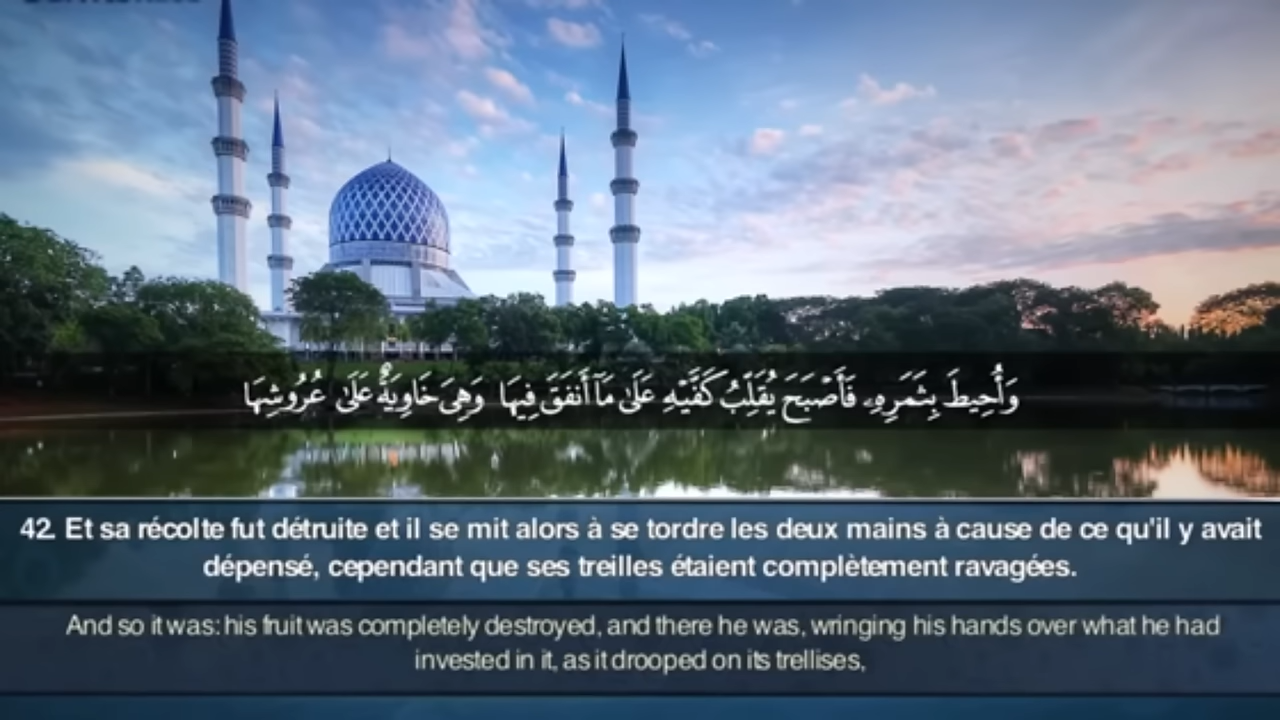 وَأُحِيطَ بِثَمَرِهِۦ فَأَصْبَحَ يُقَلِّبُ كَفَّيْهِ عَلَىٰ مَآ أَنفَقَ فِيهَا وَهِىَ خَاوِيَةٌ عَلَىٰ عُرُوشِهَا
42. Et sa récolte fut détruite et il se mit alors à se tordre les deux mains à cause de ce qu'il y avait
dépensé, cependant que ses treilles étaient complètement ravagées.
And so it was: his fruit was completely destroyed, and there he was, wringing his hands over what he had
invested in it, as it drooped on its trellises,